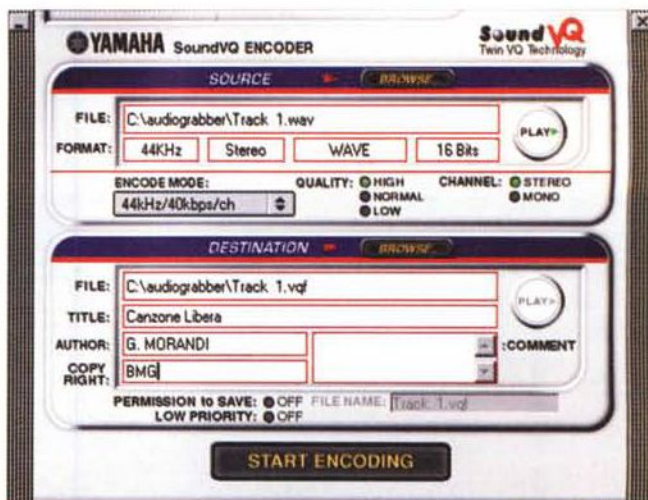 YAMAHA SoundVQ ENCODER
Sound VQ
Twin VQ Technology
SOURCE BROWSE...
FILE: C:\audiograbber\Track 1.wav
PLAY
FORMAT: 44KHz Stereo WAVE 16 Bits
ENCODE MODE: QUALITY: HIGH CHANNEL: STEREO
44kHz/40kbps/ch NORMAL MONO
LOW
DESTINATION BROWSE...
FILE: C:\audiograbber\Track 1.vqf
PLAY
TITLE: Canzone Libera
AUTHOR: G. MORANDI :COMMENT
COPY RIGHT: BMG
PERMISSION to SAVE: OFF FILE NAME: Track 1.vqf
LOW PRIORITY: OFF
START ENCODING